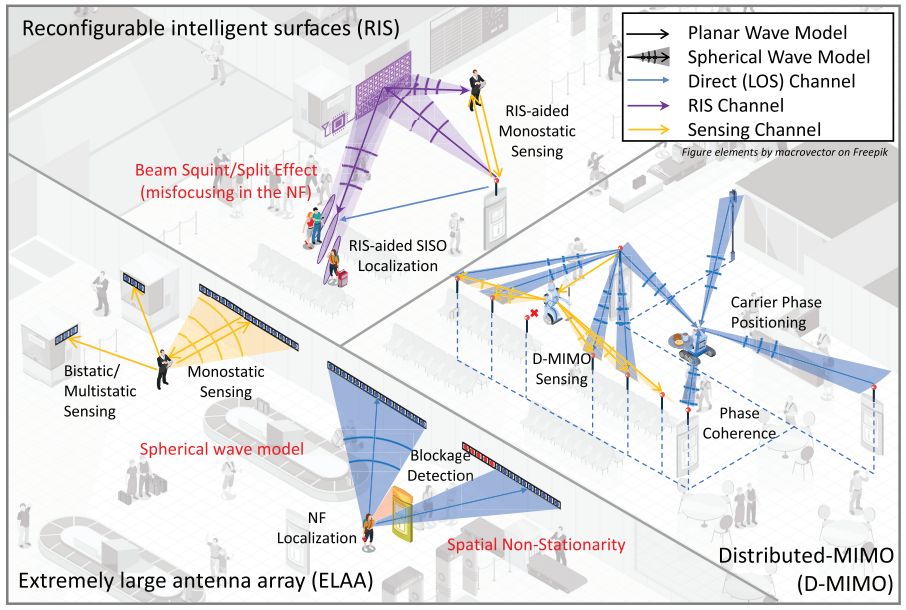 Reconfigurable intelligent surfaces (RIS)
Planar Wave Model
Spherical Wave Model
Direct (LOS) Channel
RIS Channel
Sensing Channel
Figure elements by macrovector on Freepik
RIS-aided
Monostatic
Sensing
Beam Squint/Split Effect
(misfocusing in the NF)
RIS-aided SISO
Localization
Carrier Phase
Positioning
D-MIMO
Sensing
Phase
Coherence
Bistatic/
Multistatic
Sensing
Monostatic
Sensing
Spherical wave model
Blockage
Detection
NF
Localization
Spatial Non-Stationarity
Extremely large antenna array (ELAA)
Distributed-MIMO
(D-MIMO)